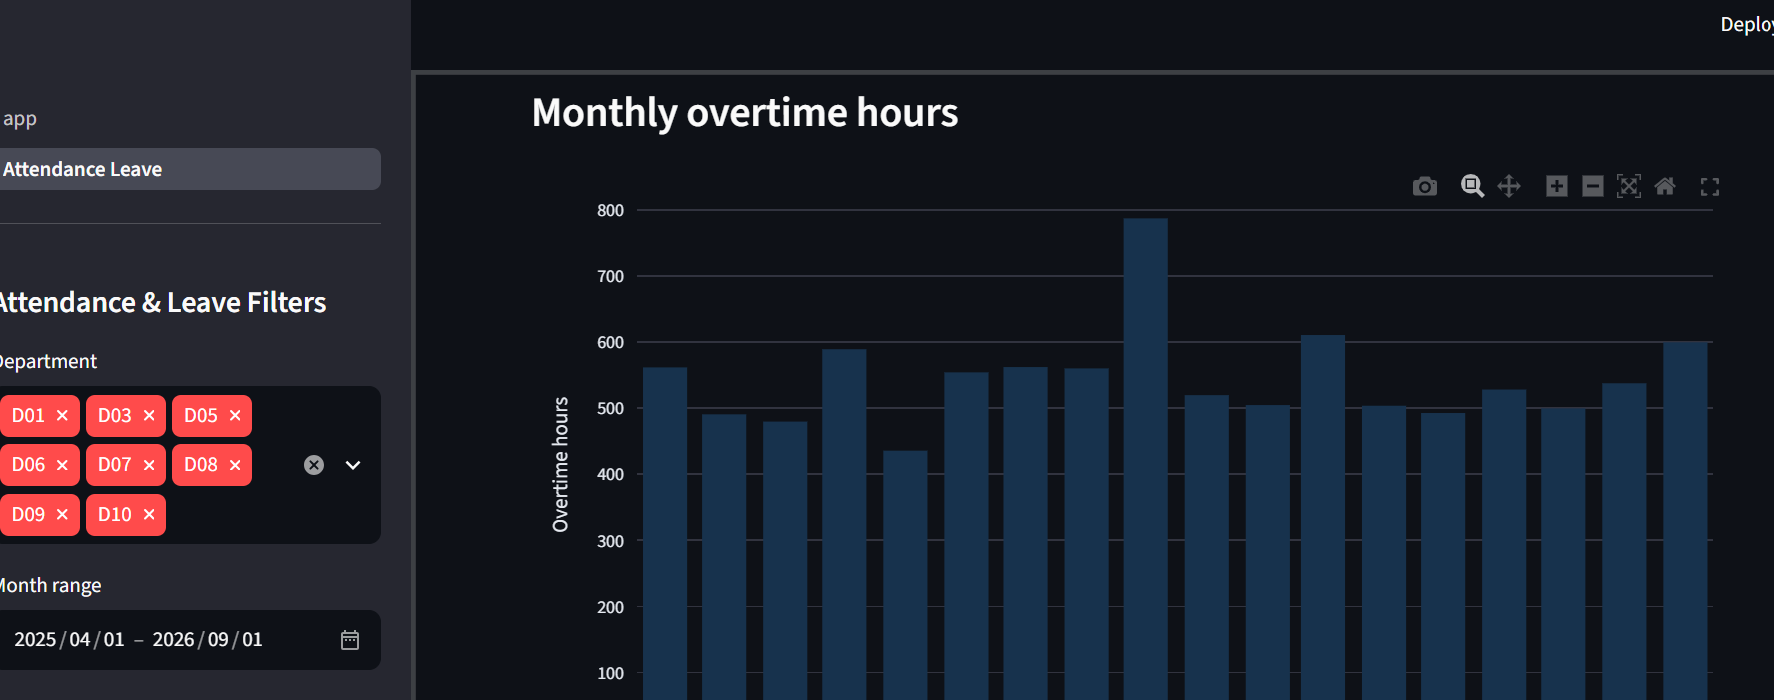 Deploy
app
Attendance Leave
Attendance & Leave Filters
Department
D01 × D03 × D05 ×
D06 × D07 × D08 ×
D09 × D10 ×
Month range
2025/04/01 – 2026/09/01
Monthly overtime hours
800
700
600
500
400
300
200
100
Overtime hours